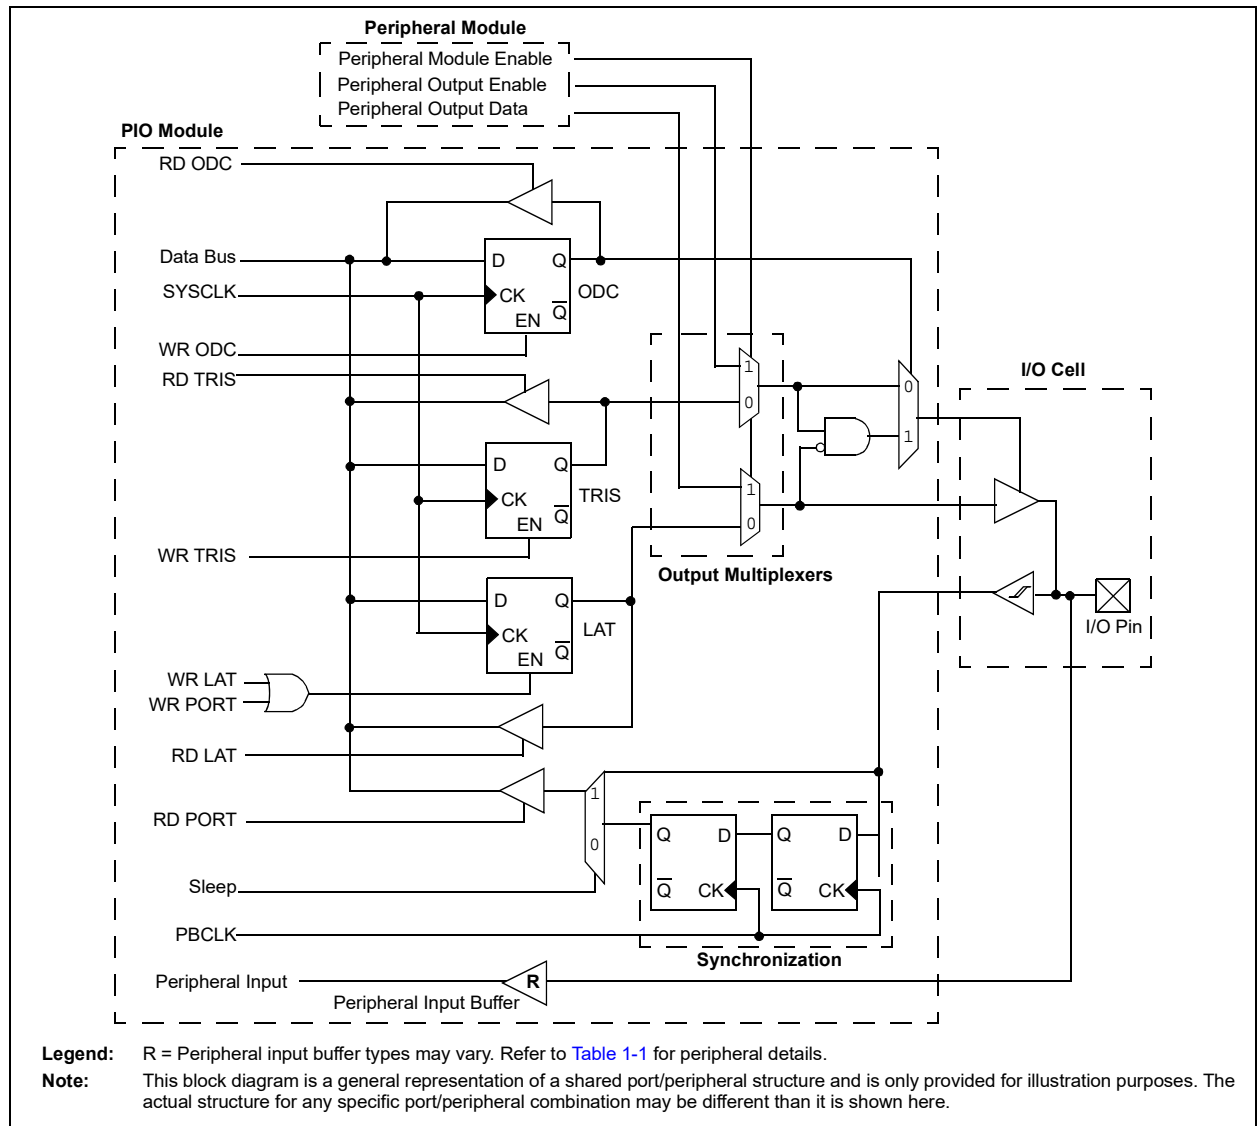 Peripheral Module
Peripheral Module Enable
Peripheral Output Enable
Peripheral Output Data
PIO Module
RD ODC
Data Bus
D Q
SYSCLK
CK
ODC
EN Q
WR ODC
RD TRIS
1
0
I/O Cell
0
1
D Q
CK
TRIS
EN Q
1
0
WR TRIS
Output Multiplexers
D Q
CK
LAT
EN Q
I/O Pin
WR LAT
WR PORT
RD LAT
RD PORT
1
0
Q D
Q D
Sleep
Q CK
Q CK
PBCLK
Synchronization
Peripheral Input
R
Peripheral Input Buffer
Legend: R = Peripheral input buffer types may vary. Refer to Table 1-1 for peripheral details.
Note: This block diagram is a general representation of a shared port/peripheral structure and is only provided for illustration purposes. The
actual structure for any specific port/peripheral combination may be different than it is shown here.